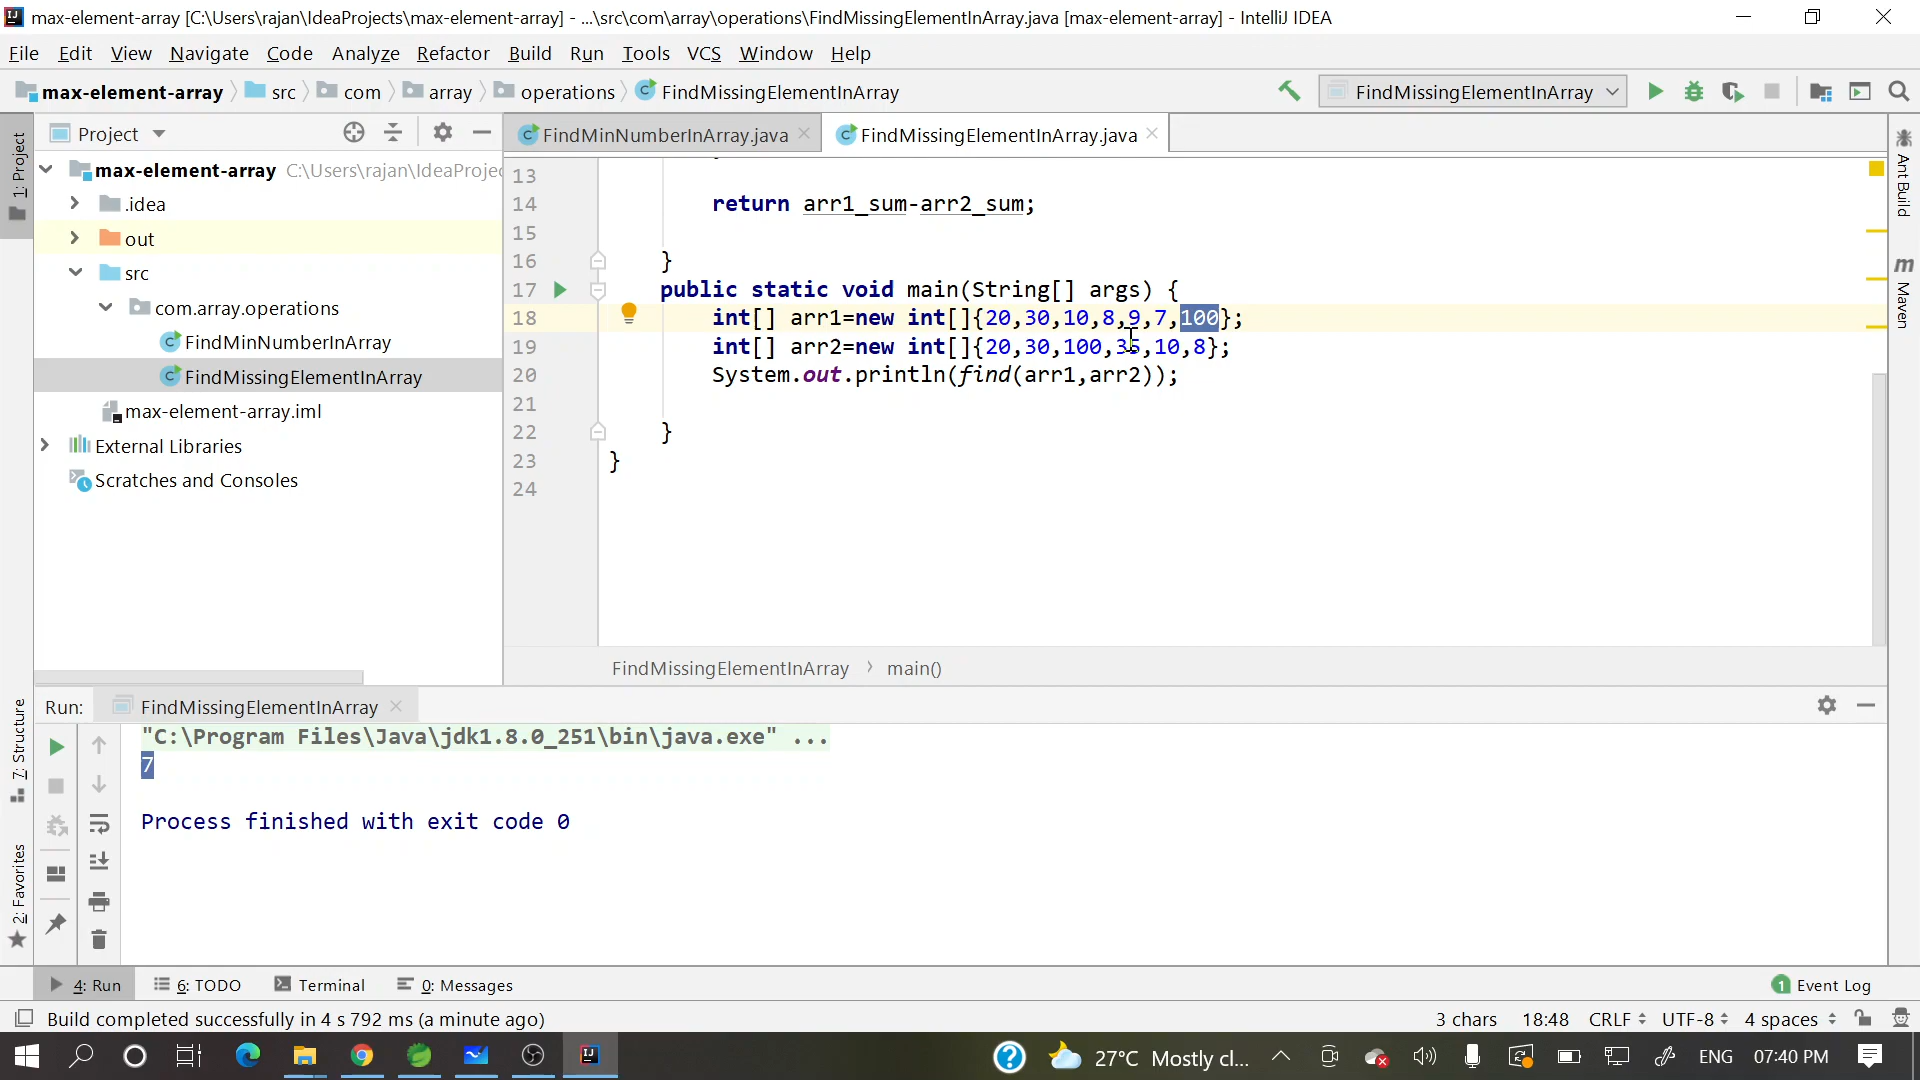 max-element-array [C:\Users\rajan\IdeaProjects\max-element-array] - ...\src\com\array\operations\FindMissingElementInArray.java [max-element-array] - IntelliJ IDEA
File Edit View Navigate Code Analyze Refactor Build Run Tools VCS Window Help
max-element-array src com array operations FindMissingElementInArray FindMissingElementInArray
Project FindMinNumberInArray.java FindMissingElementInArray.java
max-element-array C:\Users\rajan\IdeaProjec
.idea
out
src
com.array.operations
FindMinNumberInArray
FindMissingElementInArray
max-element-array.iml
External Libraries
Scratches and Consoles
13
14 return arr1_sum-arr2_sum;
15
16 }
17 public static void main(String[] args) {
18 int[] arr1=new int[]{20,30,10,8,9,7,100};
19 int[] arr2=new int[]{20,30,100,35,10,8};
20 System.out.println(find(arr1,arr2));
21
22 }
23 }
24
FindMissingElementInArray › main()
1: Project
7: Structure
2: Favorites
Ant Build
m Maven
Run: FindMissingElementInArray
"C:\Program Files\Java\jdk1.8.0_251\bin\java.exe" ...
7
Process finished with exit code 0
4: Run 6: TODO Terminal 0: Messages 1 Event Log
Build completed successfully in 4 s 792 ms (a minute ago) 3 chars 18:48 CRLF UTF-8 4 spaces
27°C Mostly cl... ENG 07:40 PM